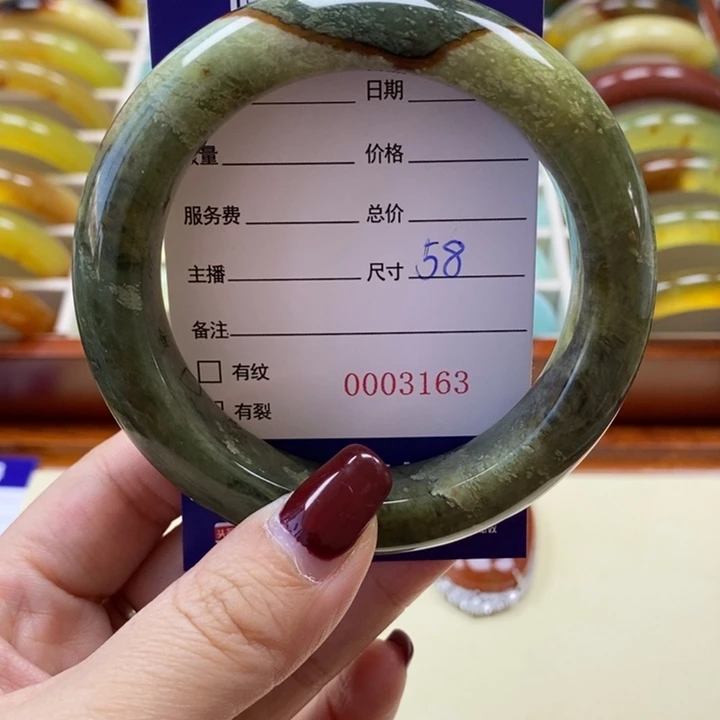 日期
数量 价格
服务费 总价
主播 尺寸 58
备注
有纹
0003163
有裂